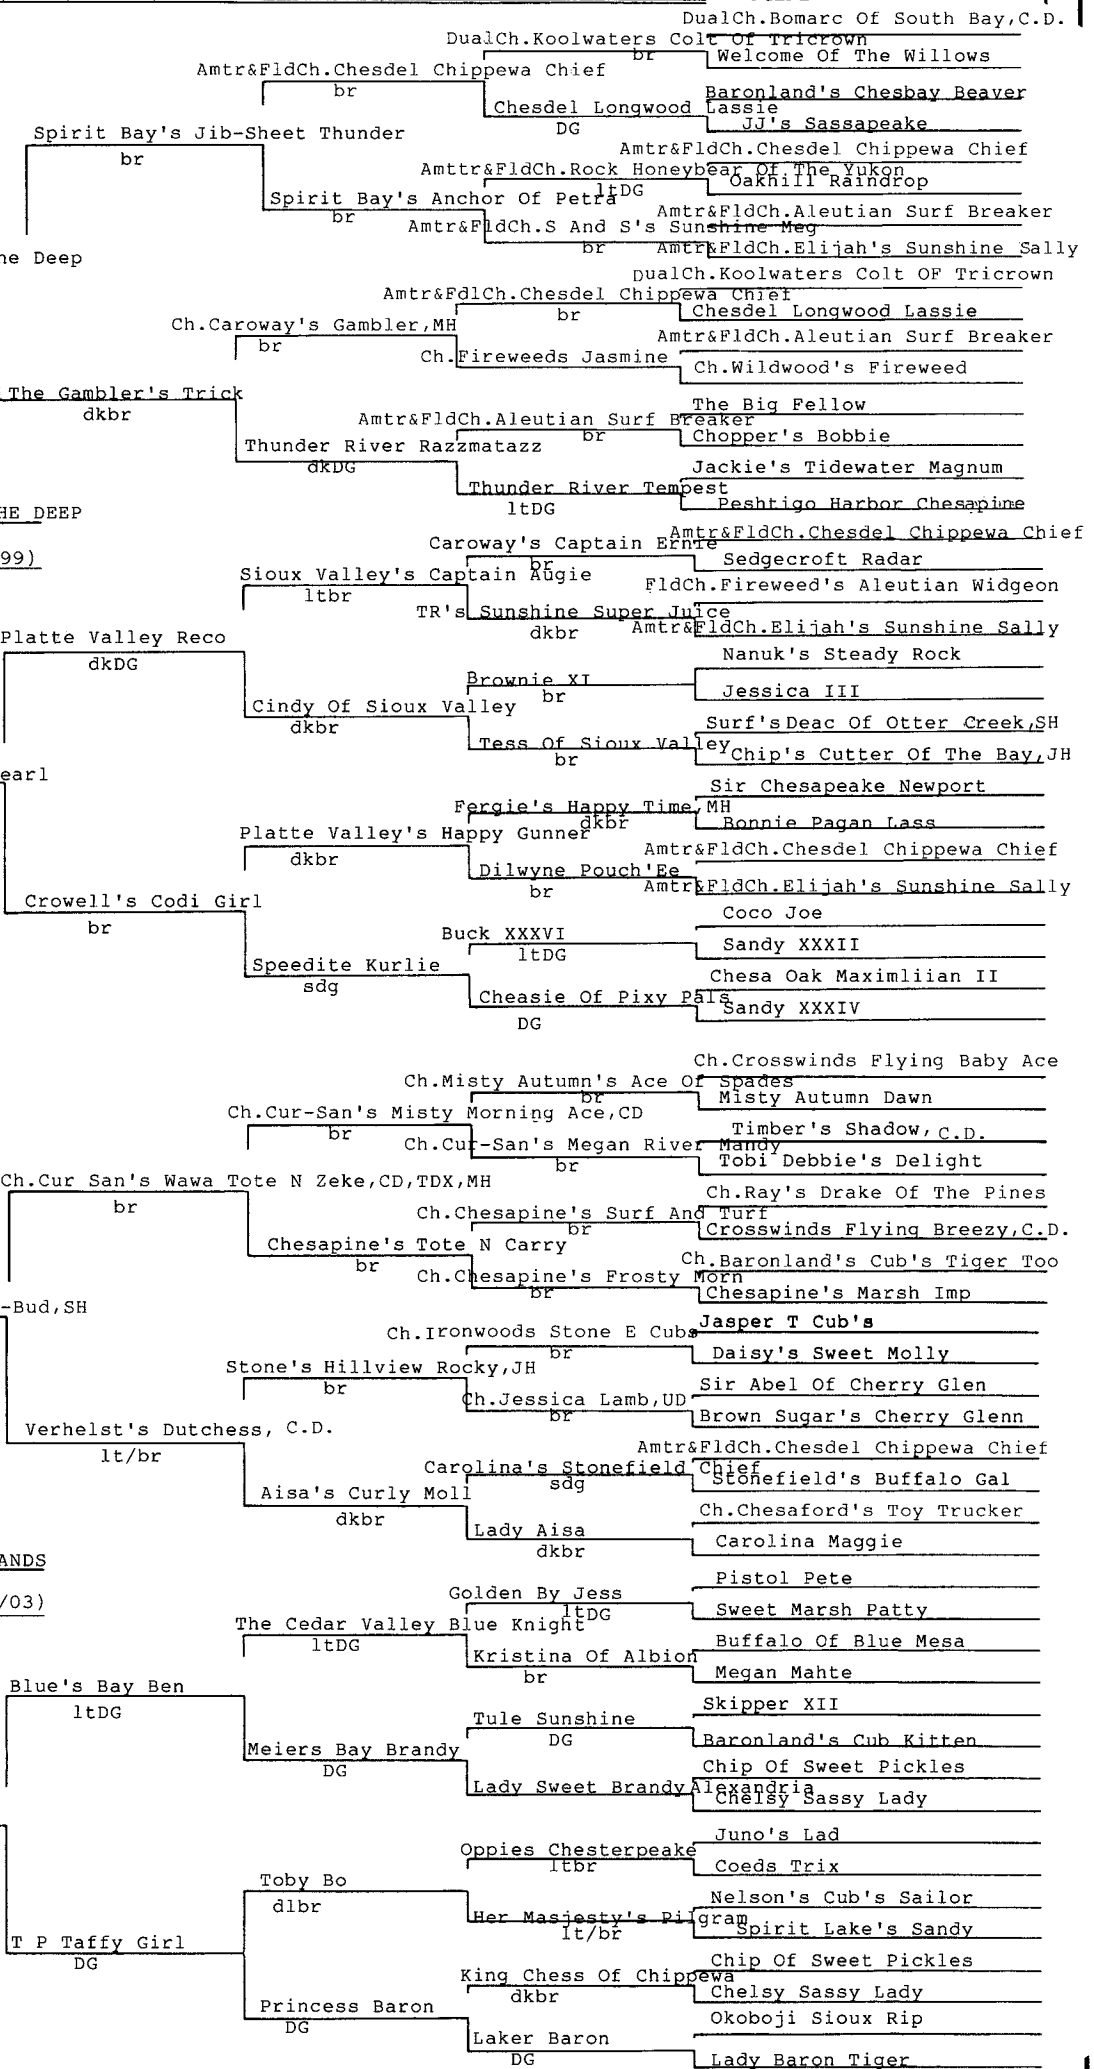 DualCh.Bomarc Of South Bay,C.D.
DualCh.Koolwaters Colt Of Tricrown
br
Welcome Of The Willows
Amtr&FldCh.Chesdel Chippewa Chief
br
Baronland's Chesbay Beaver
Chesdel Longwood Lassie
DG
JJ's Sassapeake
Spirit Bay's Jib-Sheet Thunder
br
Amtr&FldCh.Chesdel Chippewa Chief
Amttr&FldCh.Rock Honeybear Of The Yukon
ltDG
Oakhill Raindrop
Spirit Bay's Anchor Of Petra
br
Amtr&FldCh.Aleutian Surf Breaker
Amtr&FldCh.S And S's Sunshine Meg
br
Amtr&FldCh.Elijah's Sunshine Sally
ne Deep
DualCh.Koolwaters Colt OF Tricrown
Amtr&FdlCh.Chesdel Chippewa Chief
br
Chesdel Longwood Lassie
Ch.Caroway's Gambler,MH
br
Amtr&FldCh.Aleutian Surf Breaker
Ch.Fireweeds Jasmine
Ch.Wildwood's Fireweed
The Gambler's Trick
dkbr
The Big Fellow
Amtr&FldCh.Aleutian Surf Breaker
br
Chopper's Bobbie
Thunder River Razzmatazz
dkDG
Jackie's Tidewater Magnum
Thunder River Tempest
ltDG
Peshtigo Harbor Chesapine
HE DEEP
Amtr&FldCh.Chesdel Chippewa Chief
Caroway's Captain Ernie
br
Sedgecroft Radar
99)
Sioux Valley's Captain Augie
ltbr
FldCh.Fireweed's Aleutian Widgeon
TR's Sunshine Super Juice
dkbr
Amtr&FldCh.Elijah's Sunshine Sally
Platte Valley Reco
dkDG
Nanuk's Steady Rock
Brownie XI
br
Jessica III
Cindy Of Sioux Valley
dkbr
Surf's Deac Of Otter Creek,SH
Tess Of Sioux Valley
br
Chip's Cutter Of The Bay,JH
earl
Sir Chesapeake Newport
Fergie's Happy Time,MH
dkbr
Bonnie Pagan Lass
Platte Valley's Happy Gunner
dkbr
Amtr&FldCh.Chesdel Chippewa Chief
Dilwyne Pouch'Ee
br
Amtr&FldCh.Elijah's Sunshine Sally
Crowell's Codi Girl
br
Coco Joe
Buck XXXVI
ltDG
Sandy XXXII
Speedite Kurlie
sdg
Chesa Oak Maximliian II
Cheasie Of Pixy Pals
DG
Sandy XXXIV
Ch.Crosswinds Flying Baby Ace
Ch.Misty Autumn's Ace Of Spades
br
Misty Autumn Dawn
Ch.Cur-San's Misty Morning Ace,CD
br
Timber's Shadow, C.D.
Ch.Cur-San's Megan River Mandy
br
Tobi Debbie's Delight
Ch.Cur San's Wawa Tote N Zeke,CD,TDX,MH
br
Ch.Ray's Drake Of The Pines
Ch.Chesapine's Surf And Turf
br
Crosswinds Flying Breezy,C.D.
Chesapine's Tote N Carry
br
Ch.Baronland's Cub's Tiger Too
Ch.Chesapine's Frosty Morn
br
Chesapine's Marsh Imp
-Bud,SH
Jasper T Cub's
Ch.Ironwoods Stone E Cubs
br
Daisy's Sweet Molly
Stone's Hillview Rocky,JH
br
Sir Abel Of Cherry Glen
Ch.Jessica Lamb,UD
br
Brown Sugar's Cherry Glenn
Verhelst's Dutchess, C.D.
lt/br
Amtr&FldCh.Chesdel Chippewa Chief
Carolina's Stonefield Chief
sdg
Stonefield's Buffalo Gal
Aisa's Curly Moll
dkbr
Ch.Chesaford's Toy Trucker
Lady Aisa
dkbr
Carolina Maggie
ANDS
Pistol Pete
Golden By Jess
ltDG
Sweet Marsh Patty
/03)
The Cedar Valley Blue Knight
ltDG
Buffalo Of Blue Mesa
Kristina Of Albion
br
Megan Mahte
Blue's Bay Ben
ltDG
Skipper XII
Tule Sunshine
DG
Baronland's Cub Kitten
Meiers Bay Brandy
DG
Chip Of Sweet Pickles
Lady Sweet Brandy Alexandria
Chelsy Sassy Lady
Juno's Lad
Oppies Chesterpeake
ltbr
Coeds Trix
Toby Bo
dlbr
Nelson's Cub's Sailor
Her Masjesty's Pilgram
lt/br
Spirit Lake's Sandy
T P Taffy Girl
DG
Chip Of Sweet Pickles
King Chess Of Chippewa
dkbr
Chelsy Sassy Lady
Princess Baron
DG
Okoboji Sioux Rip
Laker Baron
DG
Lady Baron Tiger